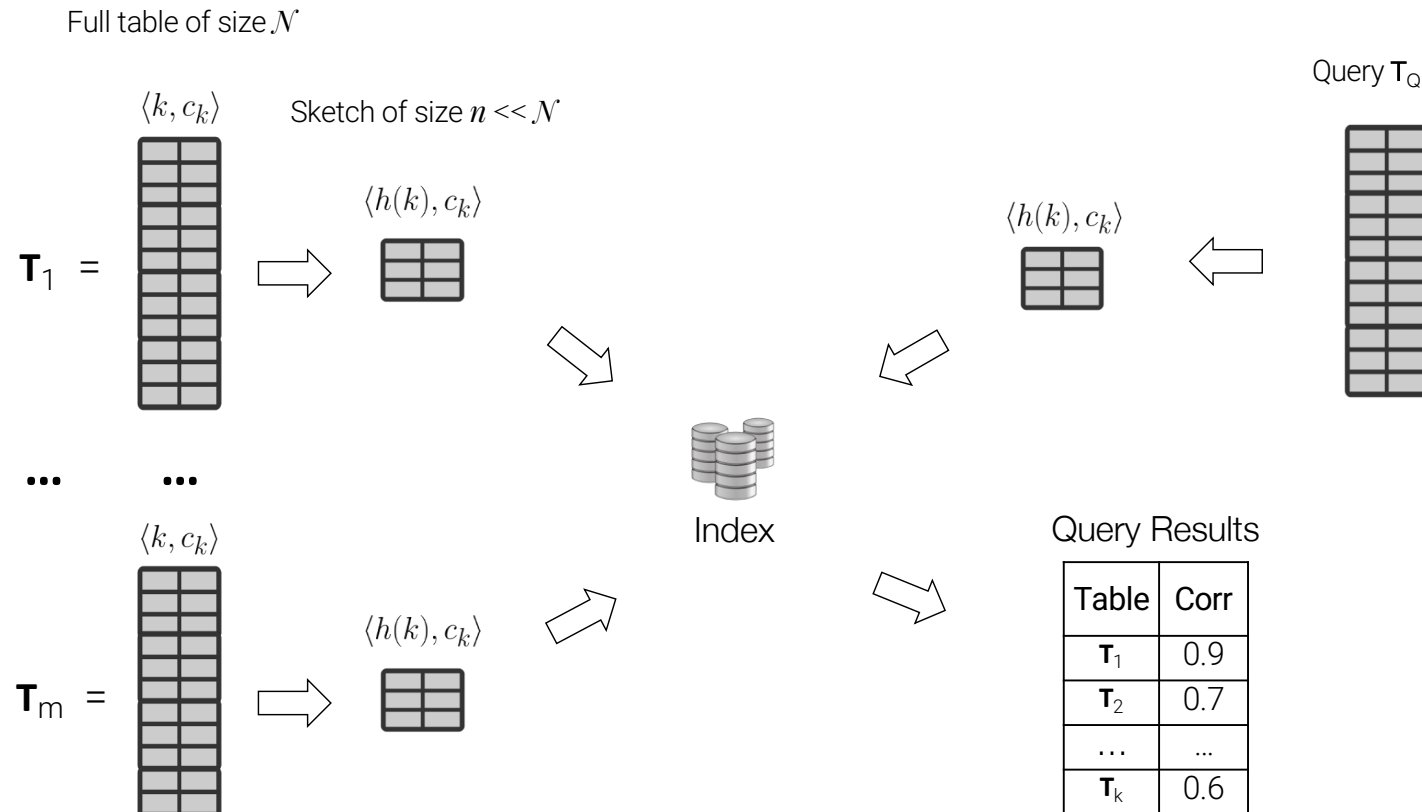 Full table of size N
Query T_Q
⟨k, c_k⟩
Sketch of size n << N
⟨h(k), c_k⟩
⟨h(k), c_k⟩
T_1 =
... ...
Index
Query Results
⟨k, c_k⟩
Table Corr
⟨h(k), c_k⟩
T_1 0.9
T_m =
T_2 0.7
... ...
T_k 0.6